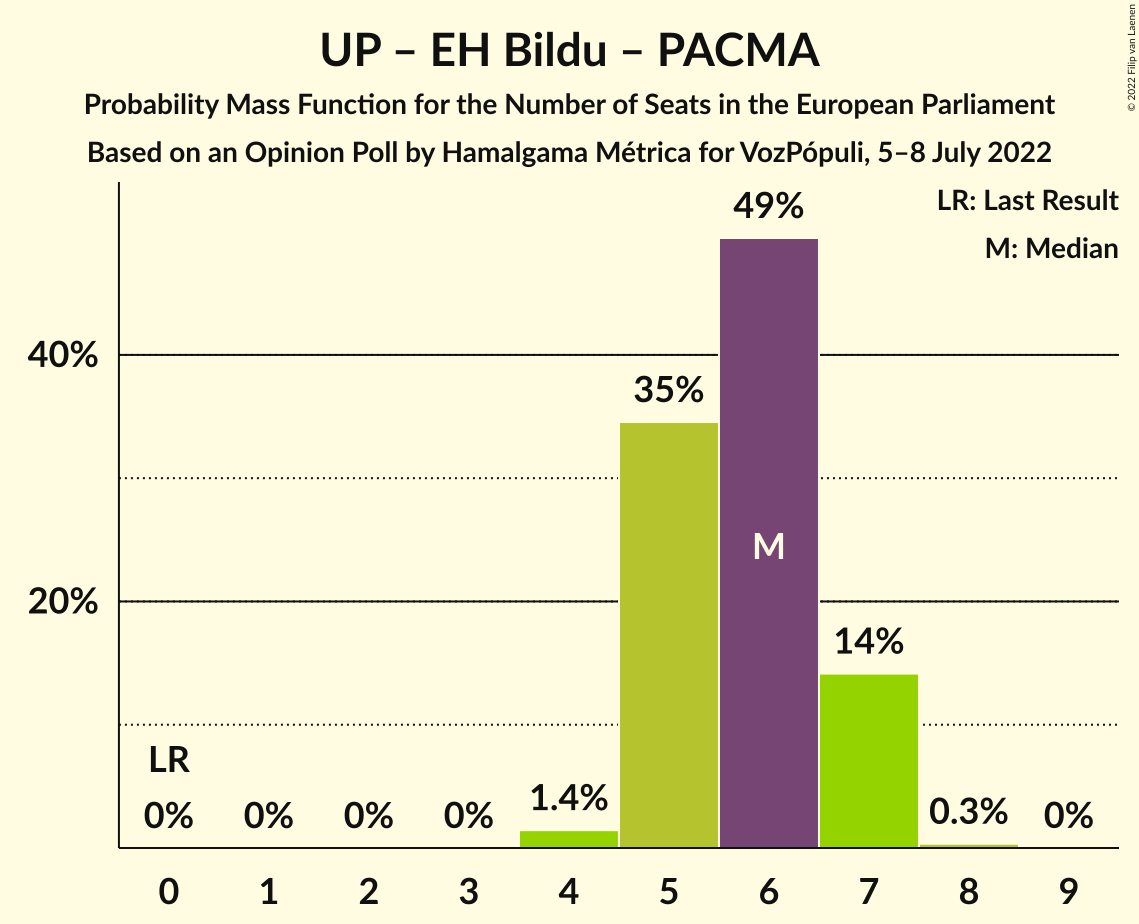 UP – EH Bildu – PACMA
Probability Mass Function for the Number of Seats in the European Parliament
Based on an Opinion Poll by Hamalgama Métrica for VozPópuli, 5–8 July 2022
© 2022 Filip van Laenen
LR: Last Result
M: Median
49%
40%
35%
M
20%
14%
LR
0% 0% 0% 0% 1.4% 0.3% 0%
0 1 2 3 4 5 6 7 8 9